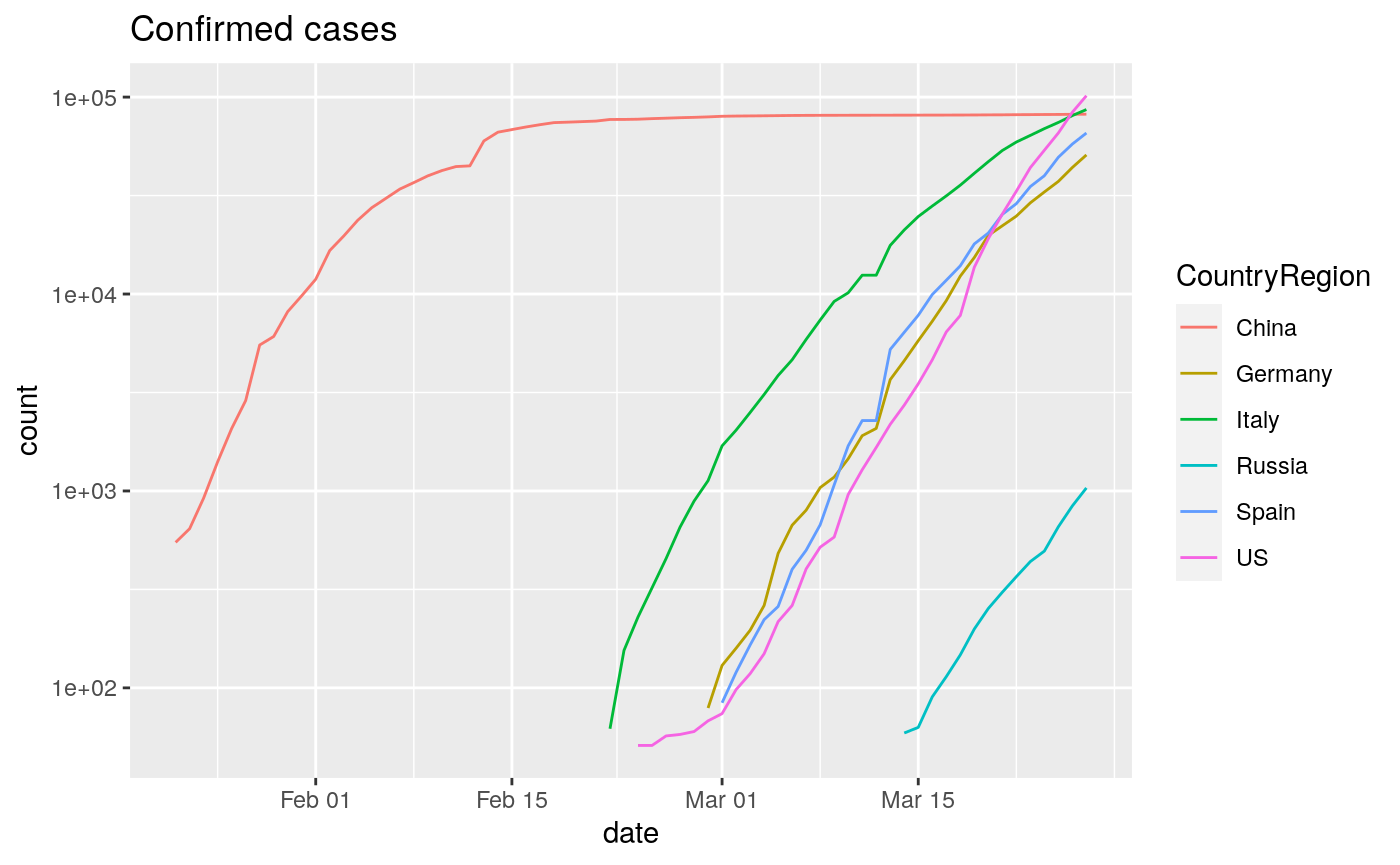 Confirmed cases
1e+05
1e+04
1e+03
1e+02
count
Feb 01
Feb 15
Mar 01
Mar 15
date
CountryRegion
China
Germany
Italy
Russia
Spain
US